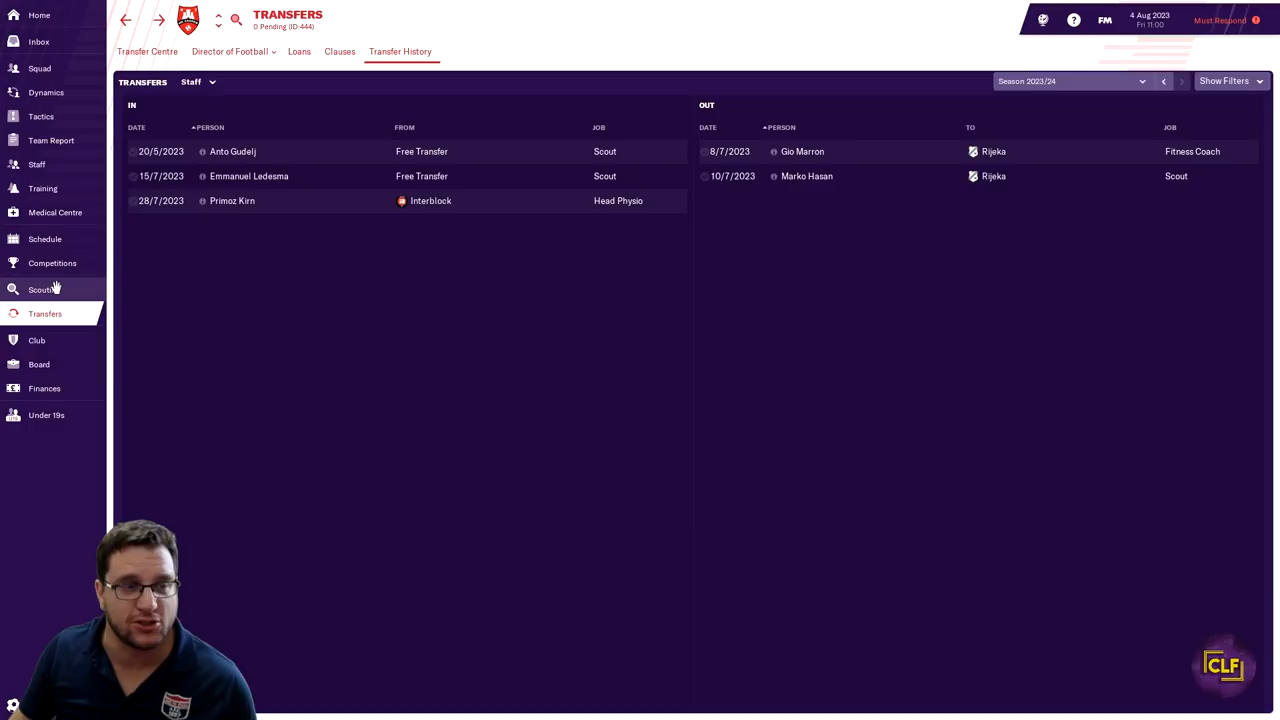 Home
Inbox
Squad
Dynamics
Tactics
Team Report
Staff
Training
Medical Centre
Schedule
Competitions
Transfers
Club
Board
Finances
Under 19s
TRANSFERS
0 Pending (ID:444)
FM
4 Aug 2023
Fri 11:00
Must Respond
Transfer Centre Director of Football Loans Clauses Transfer History
TRANSFERS Staff
Season 2023/24 Show Filters
IN
DATE PERSON FROM JOB
20/5/2023 Anto Gudelj Free Transfer Scout
15/7/2023 Emmanuel Ledesma Free Transfer Scout
28/7/2023 Primoz Kirn Interblock Head Physio
OUT
DATE PERSON TO JOB
8/7/2023 Gio Marron Rijeka Fitness Coach
10/7/2023 Marko Hasan Rijeka Scout
CLF